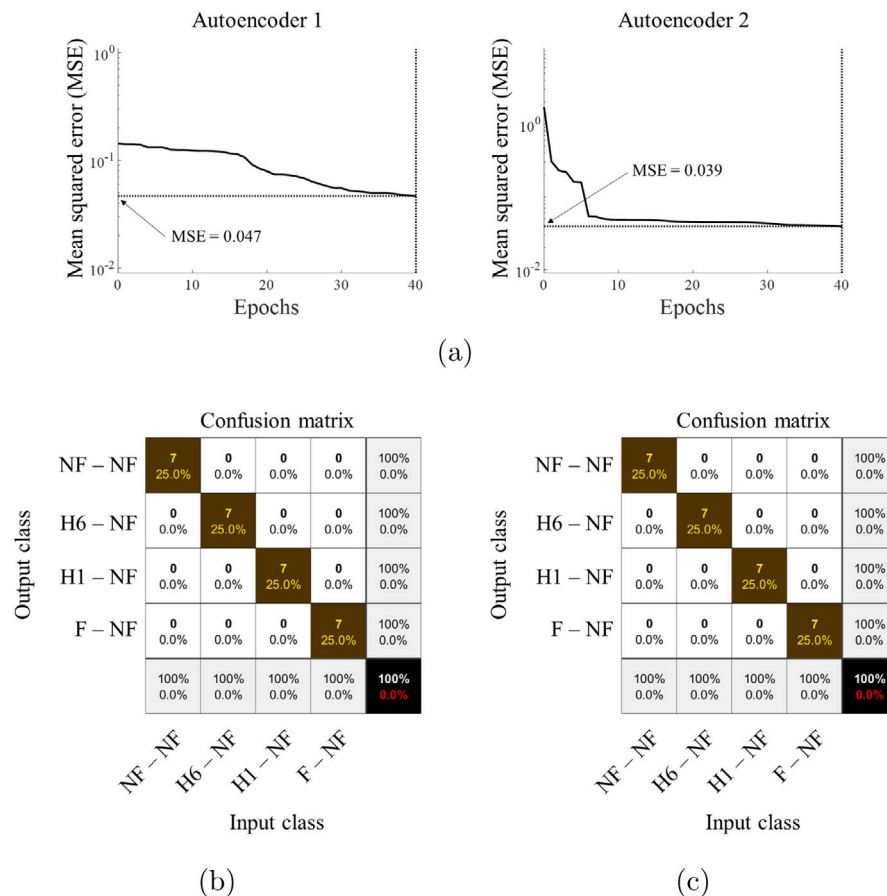 Autoencoder 1
Mean squared error (MSE)
10^0
10^-1
10^-2
MSE = 0.047
0 10 20 30 40
Epochs
Autoencoder 2
Mean squared error (MSE)
10^0
10^-2
MSE = 0.039
0 10 20 30 40
Epochs
(a)
Confusion matrix
Output class
NF – NF
7 0 0 0 100%
25.0% 0.0% 0.0% 0.0% 0.0%
H6 – NF
0 7 0 0 100%
0.0% 25.0% 0.0% 0.0% 0.0%
H1 – NF
0 0 7 0 100%
0.0% 0.0% 25.0% 0.0% 0.0%
F – NF
0 0 0 7 100%
0.0% 0.0% 0.0% 25.0% 0.0%
100% 100% 100% 100% 100%
0.0% 0.0% 0.0% 0.0% 0.0%
NF – NF H6 – NF H1 – NF F – NF
Input class
(b)
Confusion matrix
Output class
NF – NF
7 0 0 0 100%
25.0% 0.0% 0.0% 0.0% 0.0%
H6 – NF
0 7 0 0 100%
0.0% 25.0% 0.0% 0.0% 0.0%
H1 – NF
0 0 7 0 100%
0.0% 0.0% 25.0% 0.0% 0.0%
F – NF
0 0 0 7 100%
0.0% 0.0% 0.0% 25.0% 0.0%
100% 100% 100% 100% 100%
0.0% 0.0% 0.0% 0.0% 0.0%
NF – NF H6 – NF H1 – NF F – NF
Input class
(c)